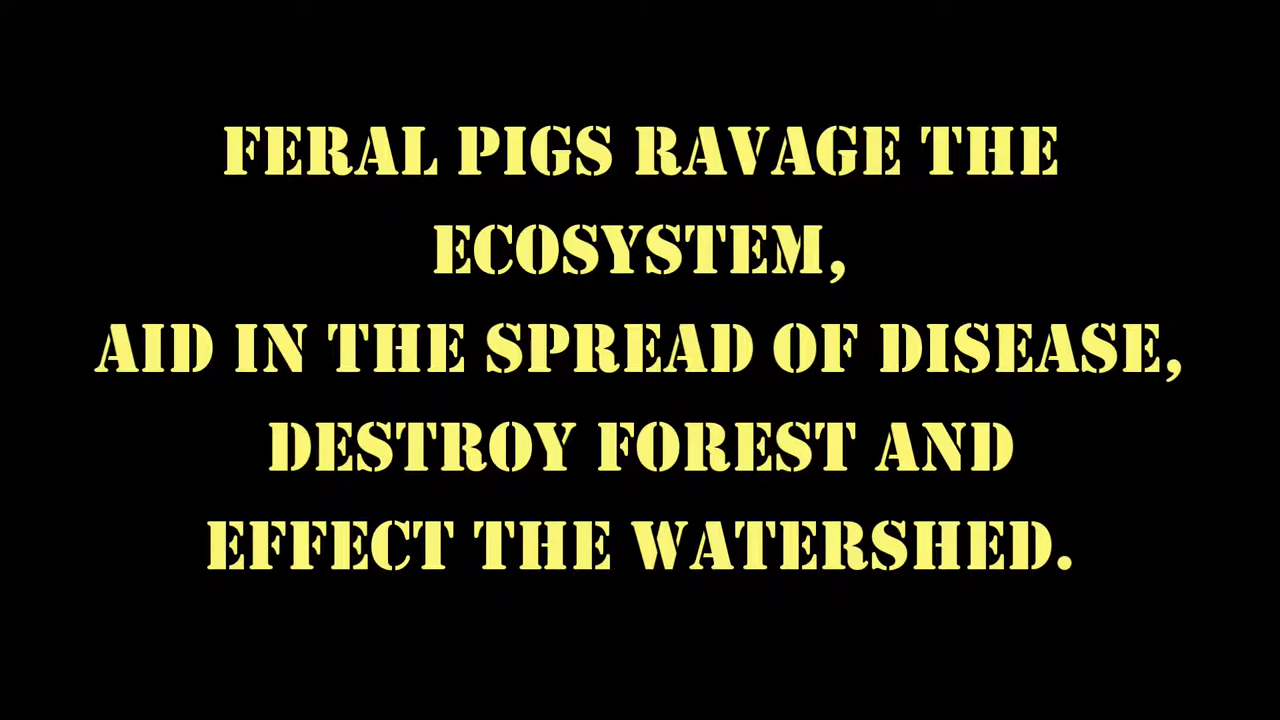 FERAL PIGS RAVAGE THE
ECOSYSTEM,
AID IN THE SPREAD OF DISEASE,
DESTROY FOREST AND
EFFECT THE WATERSHED.